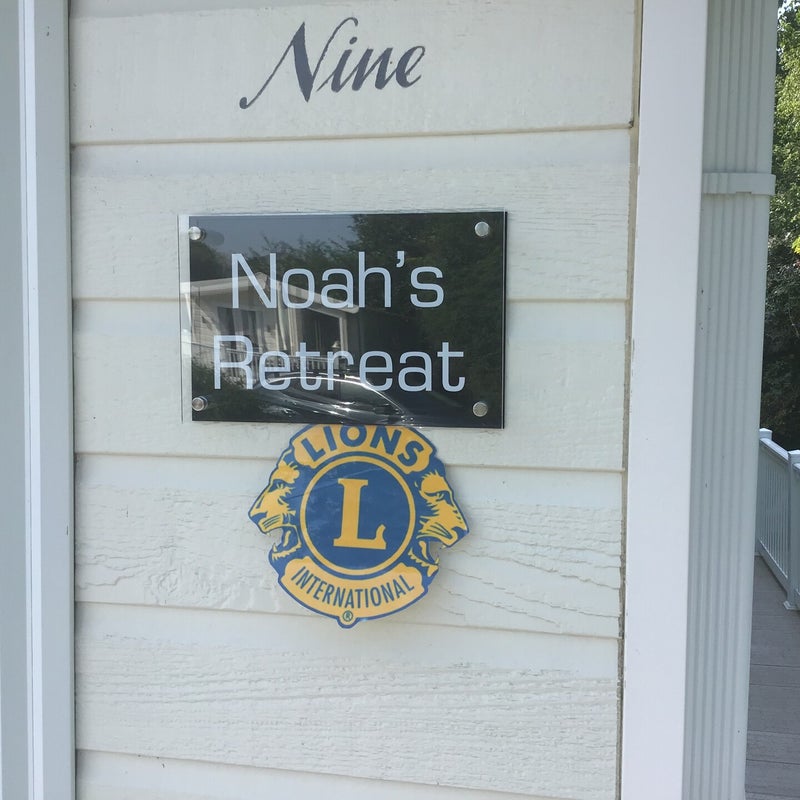 Nine
Noah's
Retreat
LIONS
L
INTERNATIONAL
®